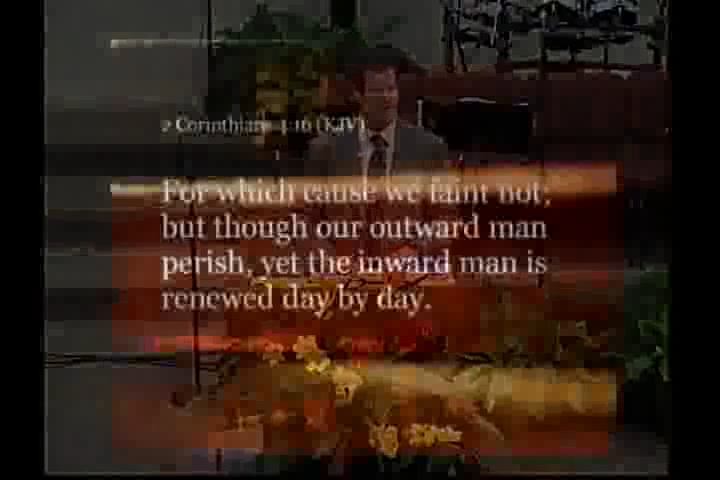 2 Corinthians 4:16 (KJV)
For which cause we faint not;
but though our outward man
perish, yet the inward man is
renewed day by day.